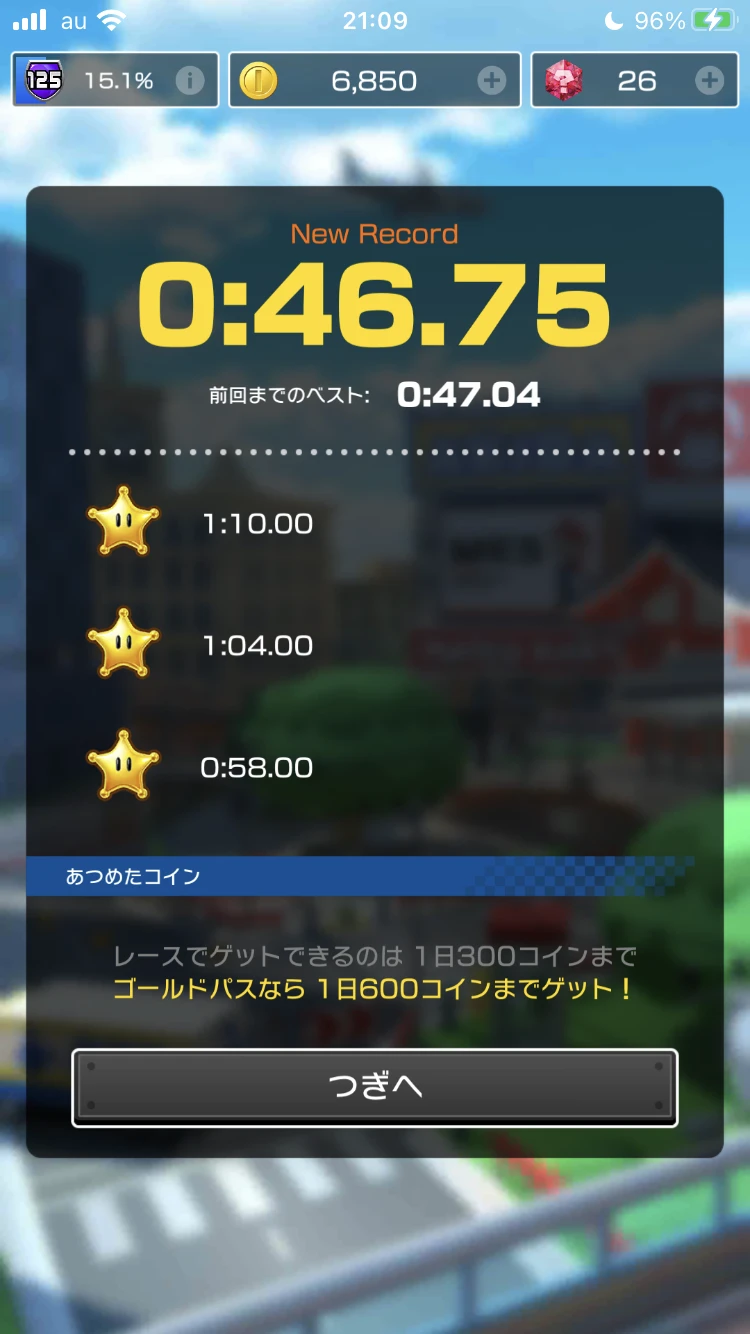 au 21:09 96%
125 15.1% i 6,850 + ? 26 +
New Record
0:46.75
前回までのベスト: 0:47.04
1:10.00
1:04.00
0:58.00
あつめたコイン
レースでゲットできるのは 1日300コインまで
ゴールドパスなら 1日600コインまでゲット!
つぎへ